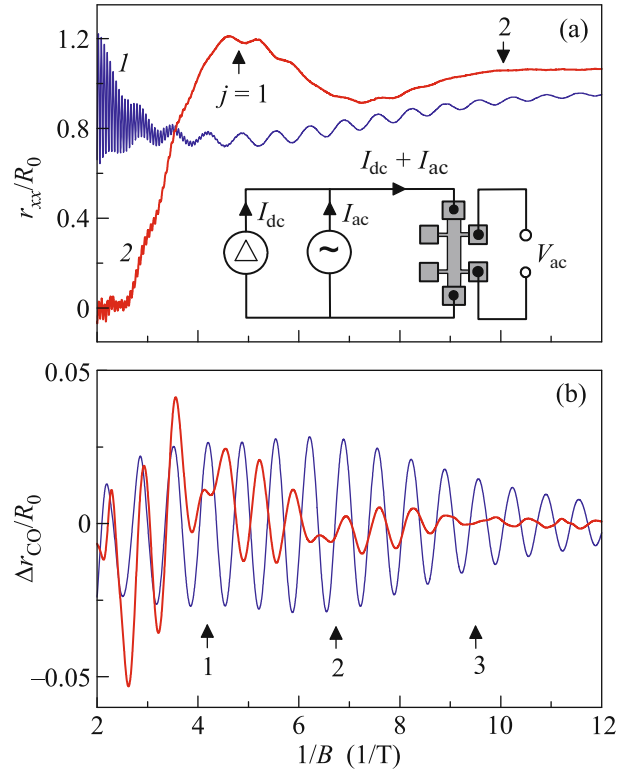 (a)
1.2
0.8
0.4
0
r_xx/R_0
1
2
j = 1
2
I_dc + I_ac
I_dc
I_ac
△
~
V_ac
(b)
0.05
0
−0.05
Δr_CO/R_0
1
2
3
2
4
6
8
10
12
1/B (1/T)